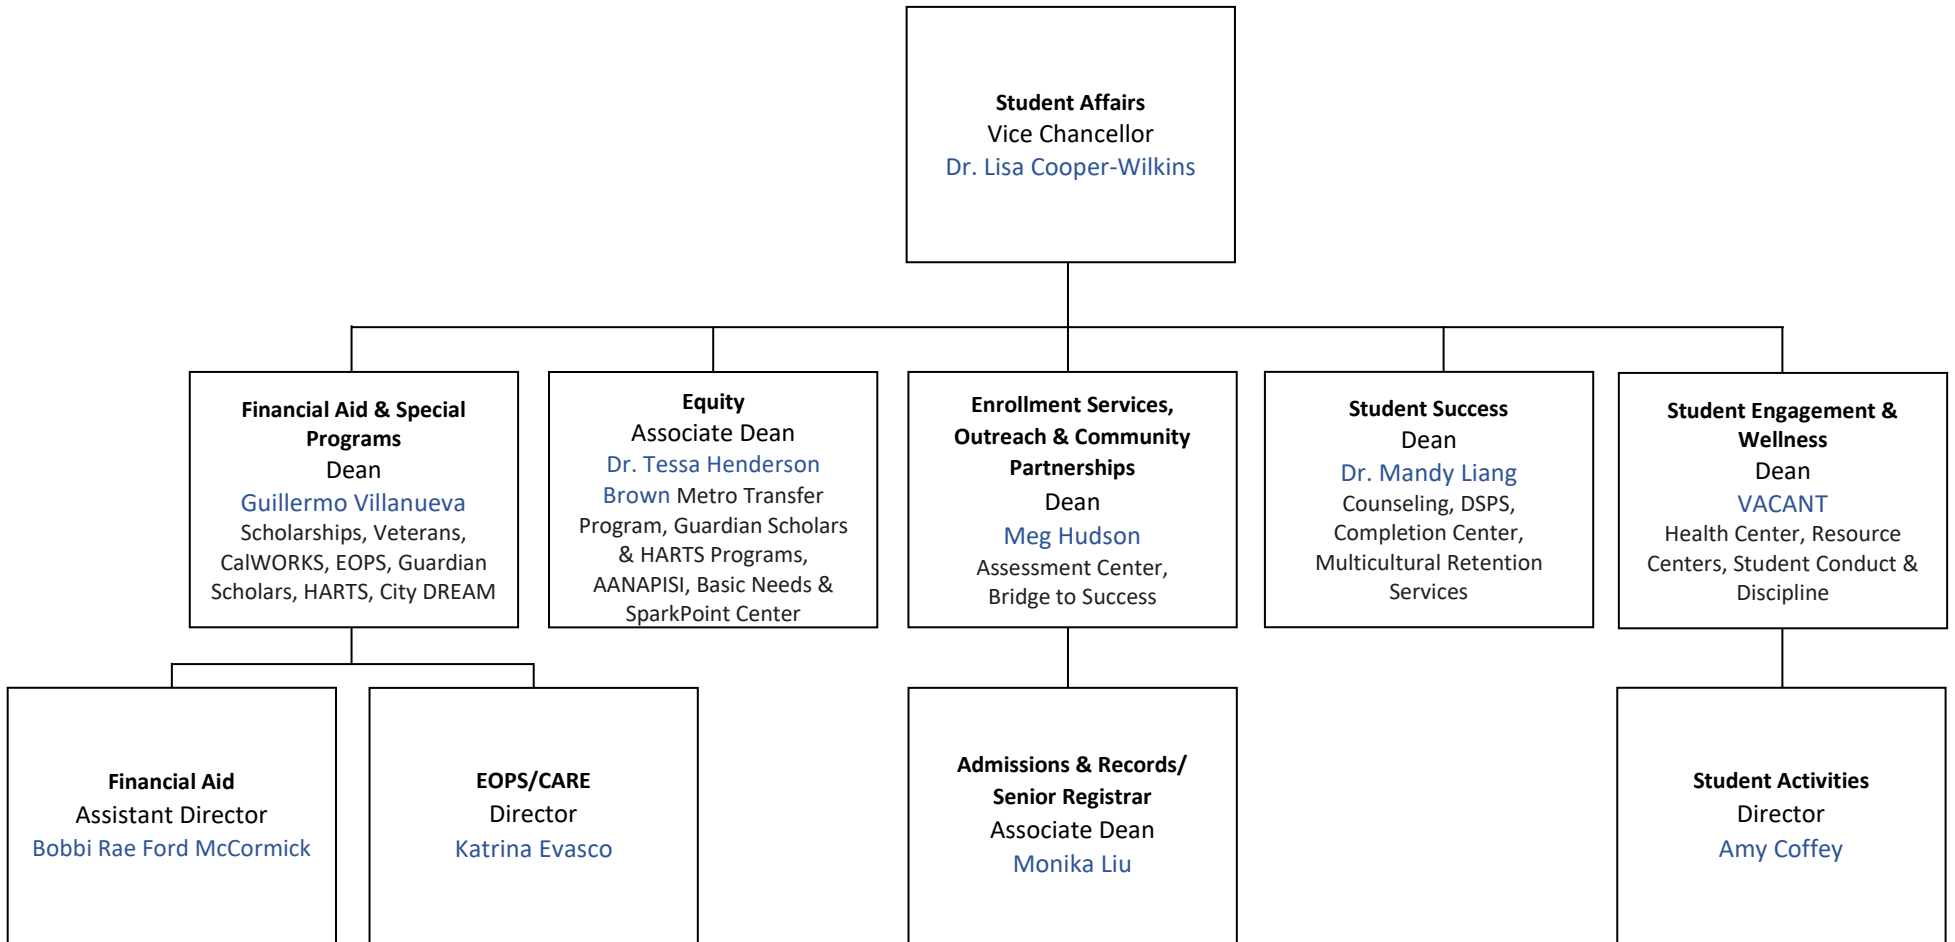 Student Affairs
Vice Chancellor
Dr. Lisa Cooper-Wilkins
Financial Aid & Special
Programs
Dean
Guillermo Villanueva
Scholarships, Veterans,
CalWORKS, EOPS, Guardian
Scholars, HARTS, City DREAM
Equity
Associate Dean
Dr. Tessa Henderson
Brown Metro Transfer
Program, Guardian Scholars
& HARTS Programs,
AANAPISI, Basic Needs &
SparkPoint Center
Enrollment Services,
Outreach & Community
Partnerships
Dean
Meg Hudson
Assessment Center,
Bridge to Success
Student Success
Dean
Dr. Mandy Liang
Counseling, DSPS,
Completion Center,
Multicultural Retention
Services
Student Engagement &
Wellness
Dean
VACANT
Health Center, Resource
Centers, Student Conduct &
Discipline
Financial Aid
Assistant Director
Bobbi Rae Ford McCormick
EOPS/CARE
Director
Katrina Evasco
Admissions & Records/
Senior Registrar
Associate Dean
Monika Liu
Student Activities
Director
Amy Coffey